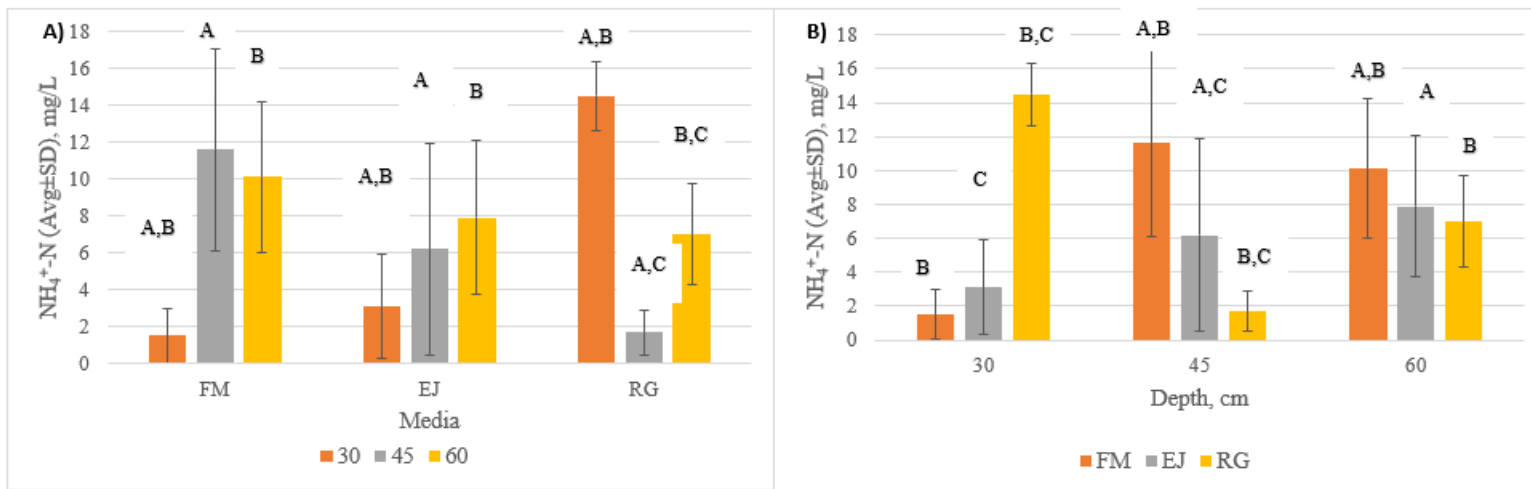 A)
NH₄⁺-N (Avg±SD), mg/L
18
16
14
12
10
8
6
4
2
0
A,B
A
B
A,B
A
B
A,B
A,C
B,C
FM EJ RG
Media
30 45 60
B)
NH₄⁺-N (Avg±SD), mg/L
18
16
14
12
10
8
6
4
2
0
B
C
B,C
A,B
A,C
B,C
A,B
A
B
30 45 60
Depth, cm
FM EJ RG